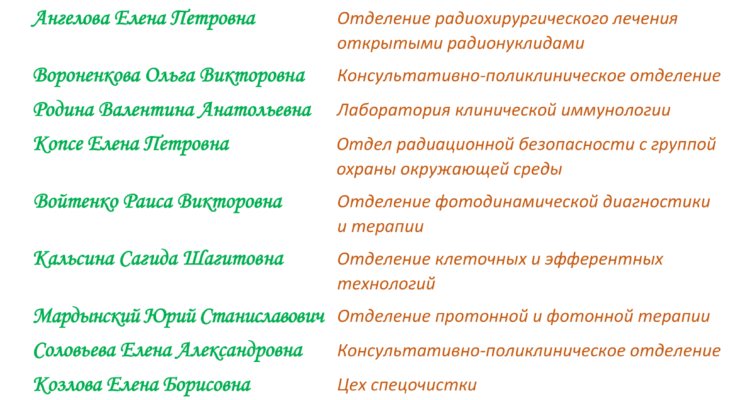 Ангелова Елена Петровна Отделение радиохирургического лечения
открытыми радионуклидами
Вороненкова Ольга Викторовна Консультативно-поликлиническое отделение
Родина Валентина Анатольевна Лаборатория клинической иммунологии
Копсе Елена Петровна Отдел радиационной безопасности с группой
охраны окружающей среды
Войтенко Раиса Викторовна Отделение фотодинамической диагностики
и терапии
Кальсина Сагида Шагитовна Отделение клеточных и эфферентных
технологий
Мардынский Юрий Станиславович Отделение протонной и фотонной терапии
Соловьева Елена Александровна Консультативно-поликлиническое отделение
Козлова Елена Борисовна Цех спецочистки